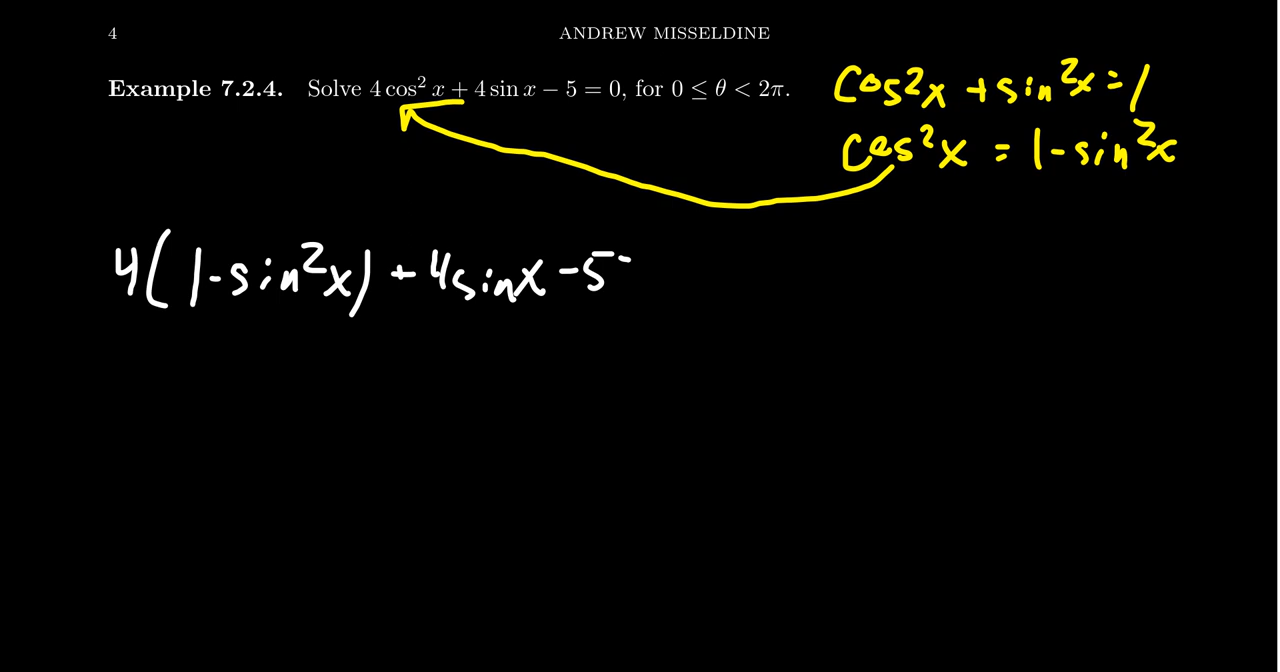 4 ANDREW MISSELDINE
Example 7.2.4. Solve 4 cos² x + 4 sin x − 5 = 0, for 0 ≤ θ < 2π.
cos²x + sin²x = 1
cos²x = 1 - sin²x
4(1 - sin²x) + 4sinx - 5 -